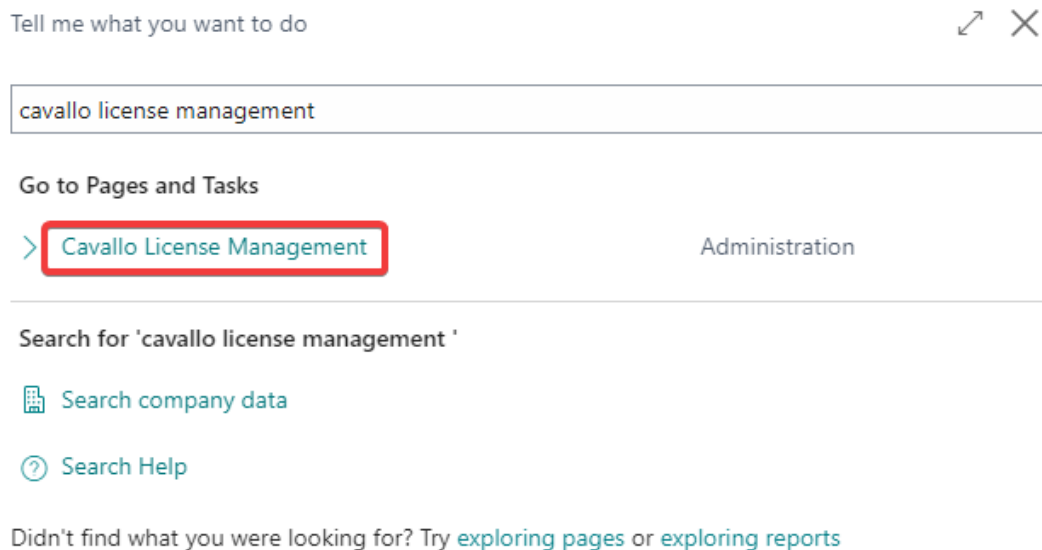 Tell me what you want to do
cavallo license management
Go to Pages and Tasks
Cavallo License Management Administration
Search for 'cavallo license management '
Search company data
Search Help
Didn't find what you were looking for? Try exploring pages or exploring reports